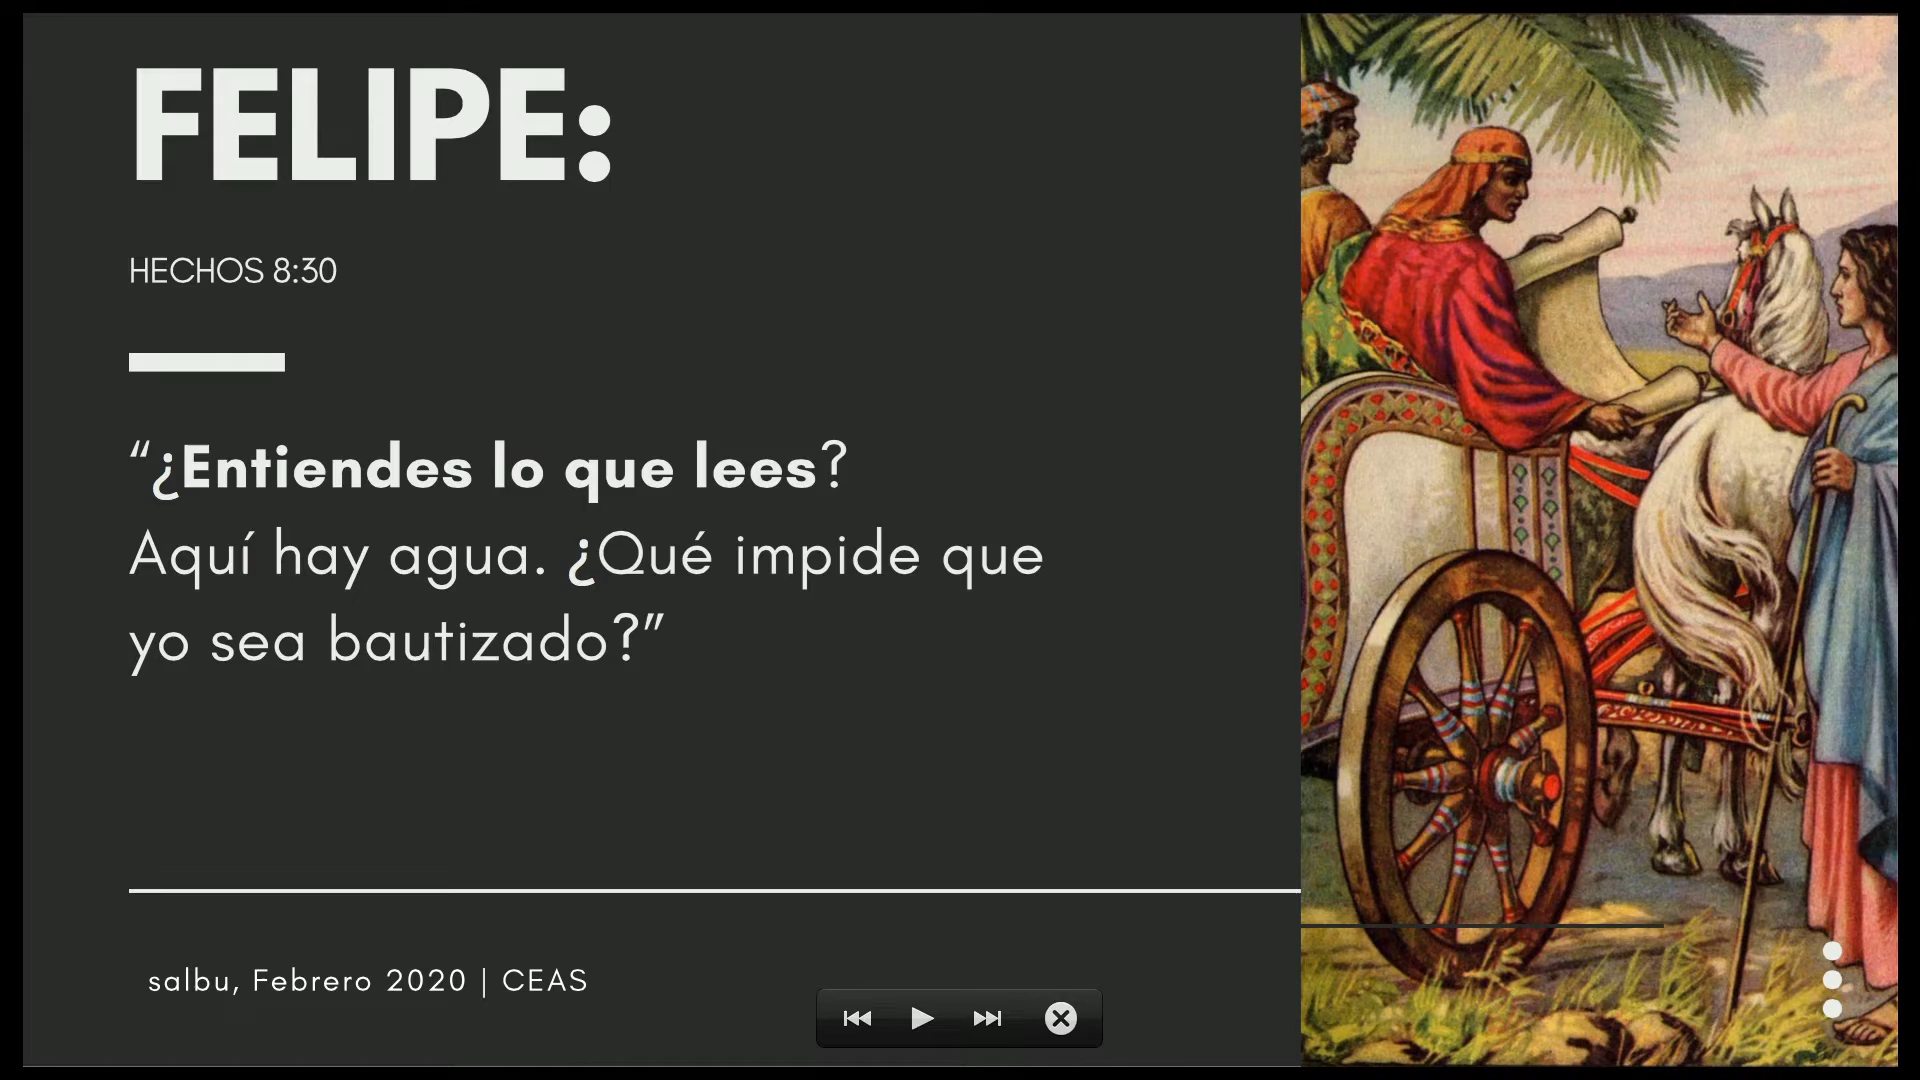 FELIPE:
HECHOS 8:30
“¿Entiendes lo que lees?
Aquí hay agua. ¿Qué impide que
yo sea bautizado?”
salbu, Febrero 2020 | CEAS